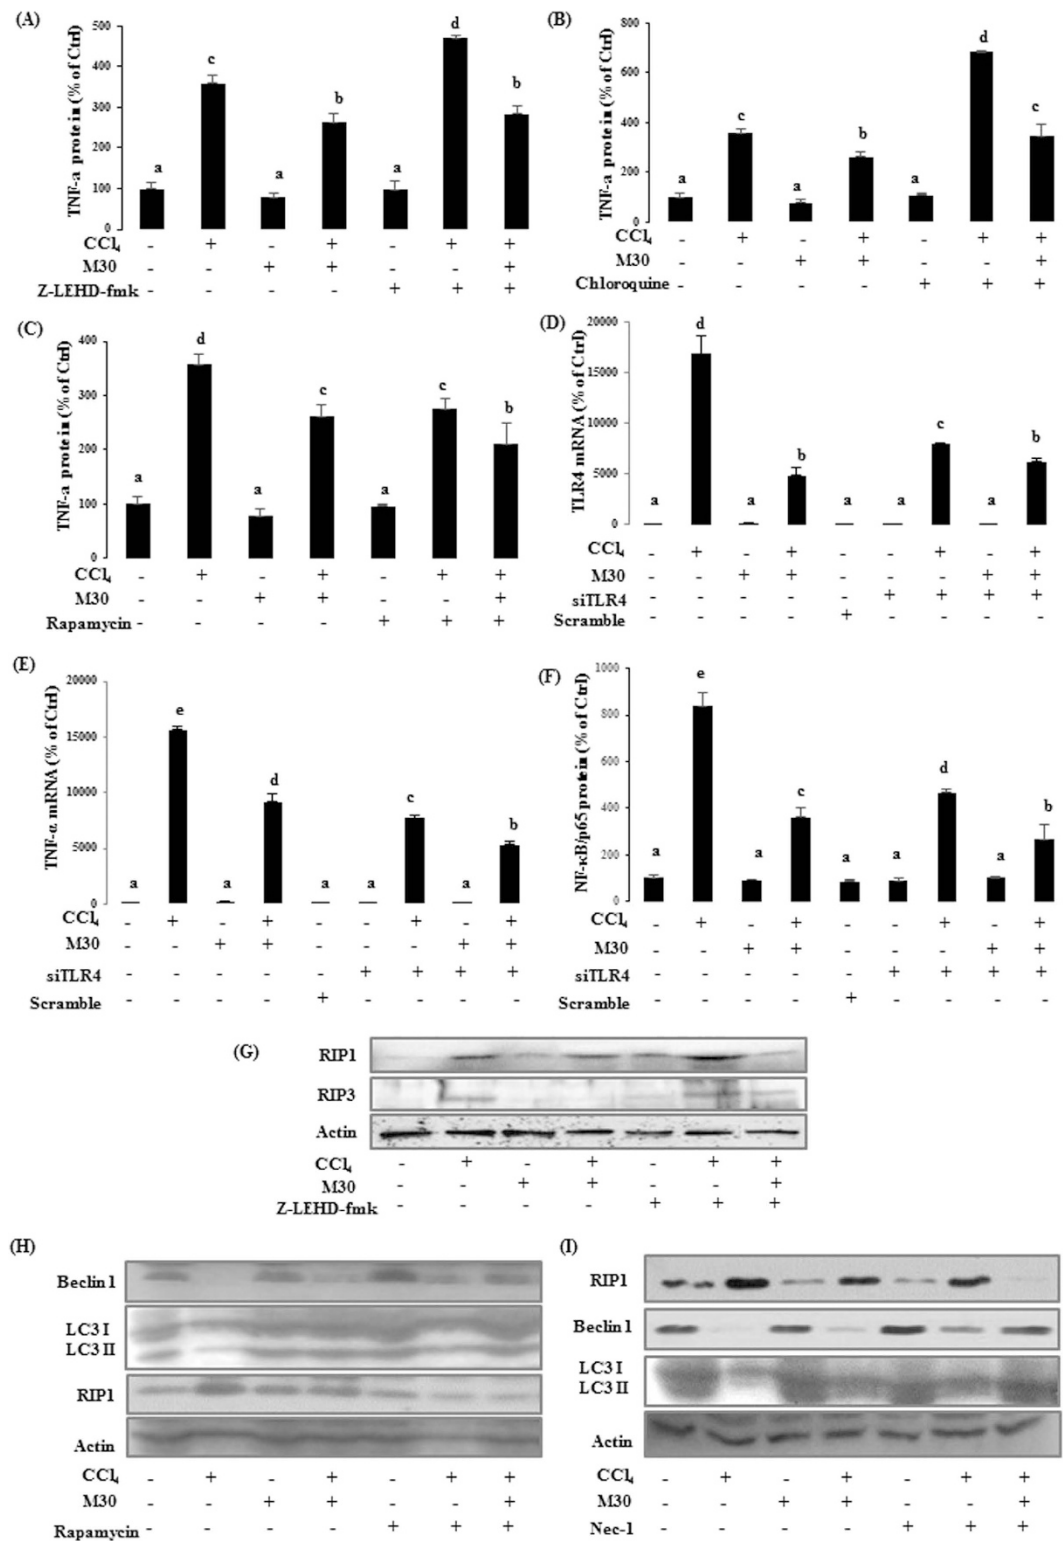 (A)
TNF-a protein (% of Ctrl)
500
400
300
200
100
0
a
c
a
b
a
d
b
CCl4 - + - + - + +
M30 - - + + - - +
Z-LEHD-fmk - - - - + + +
(B)
TNF-a protein (% of Ctrl)
800
600
400
200
0
a
c
a
b
a
d
c
CCl4 - + - + - + +
M30 - - + + - - +
Chloroquine - - - - + + +
(C)
TNF-a protein (% of Ctrl)
400
300
200
100
0
a
d
a
c
a
c
b
CCl4 - + - + - + +
M30 - - + + - - +
Rapamycin - - - - + + +
(D)
TLR4 mRNA (% of Ctrl)
20000
15000
10000
5000
0
a
d
a
b
a
a
c
a
b
CCl4 - + - + - - + - +
M30 - - + + - - - + +
siTLR4 - - - - - + + + +
Scramble - - - - + - - - -
(E)
TNF-α mRNA (% of Ctrl)
20000
15000
10000
5000
0
a
e
a
d
a
a
c
a
b
CCl4 - + - + - - + - +
M30 - - + + - - - + +
siTLR4 - - - - - + + + +
Scramble - - - - + - - - -
(F)
NF-κB/p65 protein (% of Ctrl)
1000
800
600
400
200
0
a
e
a
c
a
a
d
a
b
CCl4 - + - + - - + - +
M30 - - + + - - - + +
siTLR4 - - - - - + + + +
Scramble - - - - + - - - -
(G)
RIP1
RIP3
Actin
CCl4 - + - + - + +
M30 - - + + - - +
Z-LEHD-fmk - - - - + + +
(H)
Beclin1
LC3 I
LC3 II
RIP1
Actin
CCl4 - + - + - + +
M30 - - + + - - +
Rapamycin - - - - + + +
(I)
RIP1
Beclin1
LC3 I
LC3 II
Actin
CCl4 - + - + - + +
M30 - - + + - - +
Nec-1 - - - - + + +